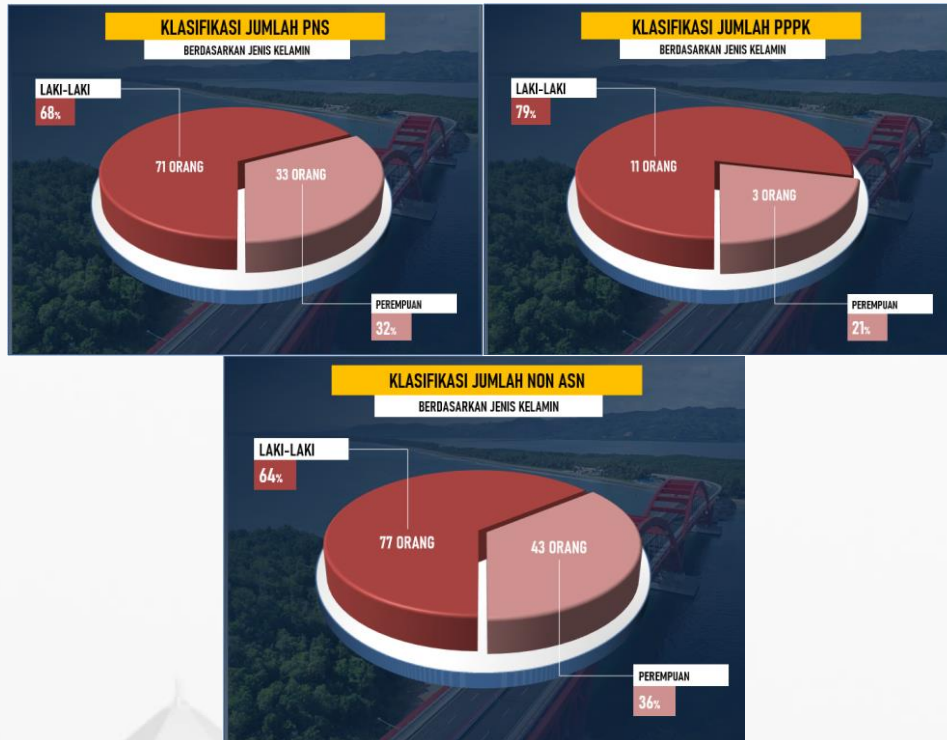 KLASIFIKASI JUMLAH PNS
BERDASARKAN JENIS KELAMIN
LAKI-LAKI
68%
71 ORANG
33 ORANG
PEREMPUAN
32%
KLASIFIKASI JUMLAH PPPK
BERDASARKAN JENIS KELAMIN
LAKI-LAKI
79%
11 ORANG
3 ORANG
PEREMPUAN
21%
KLASIFIKASI JUMLAH NON ASN
BERDASARKAN JENIS KELAMIN
LAKI-LAKI
64%
77 ORANG
43 ORANG
PEREMPUAN
36%